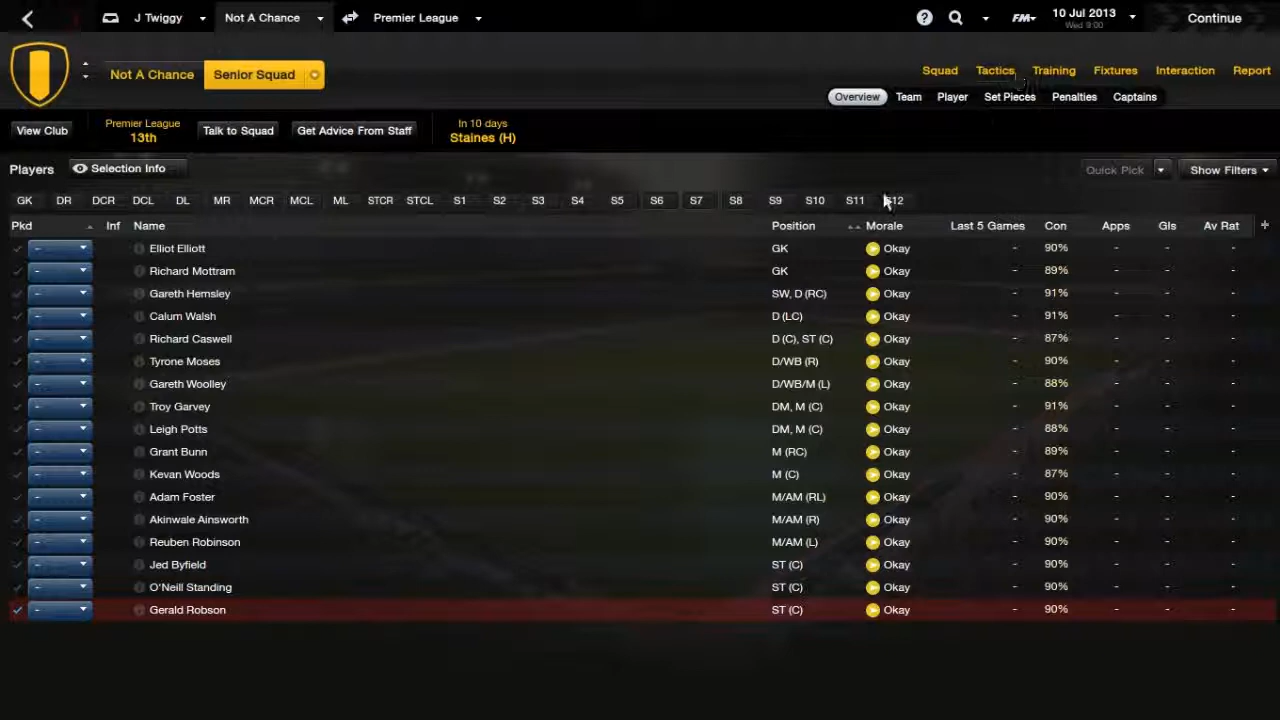 J Twiggy Not A Chance Premier League ? FM 10 Jul 2013 Wed 9:00 Continue
Not A Chance Senior Squad Squad Tactics Training Fixtures Interaction Report
Overview Team Player Set Pieces Penalties Captains
View Club Premier League 13th Talk to Squad Get Advice From Staff In 10 days Staines (H)
Players Selection Info Quick Pick Show Filters
GK DR DCR DCL DL MR MCR MCL ML STCR STCL S1 S2 S3 S4 S5 S6 S7 S8 S9 S10 S11 S12
Pkd Inf Name Position Morale Last 5 Games Con Apps Gls Av Rat +
- Elliot Elliott GK Okay - 90% - - -
- Richard Mottram GK Okay - 89% - - -
- Gareth Hemsley SW, D (RC) Okay - 91% - - -
- Calum Walsh D (LC) Okay - 91% - - -
- Richard Caswell D (C), ST (C) Okay - 87% - - -
- Tyrone Moses D/WB (R) Okay - 90% - - -
- Gareth Woolley D/WB/M (L) Okay - 88% - - -
- Troy Garvey DM, M (C) Okay - 91% - - -
- Leigh Potts DM, M (C) Okay - 88% - - -
- Grant Bunn M (RC) Okay - 89% - - -
- Kevan Woods M (C) Okay - 87% - - -
- Adam Foster M/AM (RL) Okay - 90% - - -
- Akinwale Ainsworth M/AM (R) Okay - 90% - - -
- Reuben Robinson M/AM (L) Okay - 90% - - -
- Jed Byfield ST (C) Okay - 90% - - -
- O'Neill Standing ST (C) Okay - 90% - - -
- Gerald Robson ST (C) Okay - 90% - - -